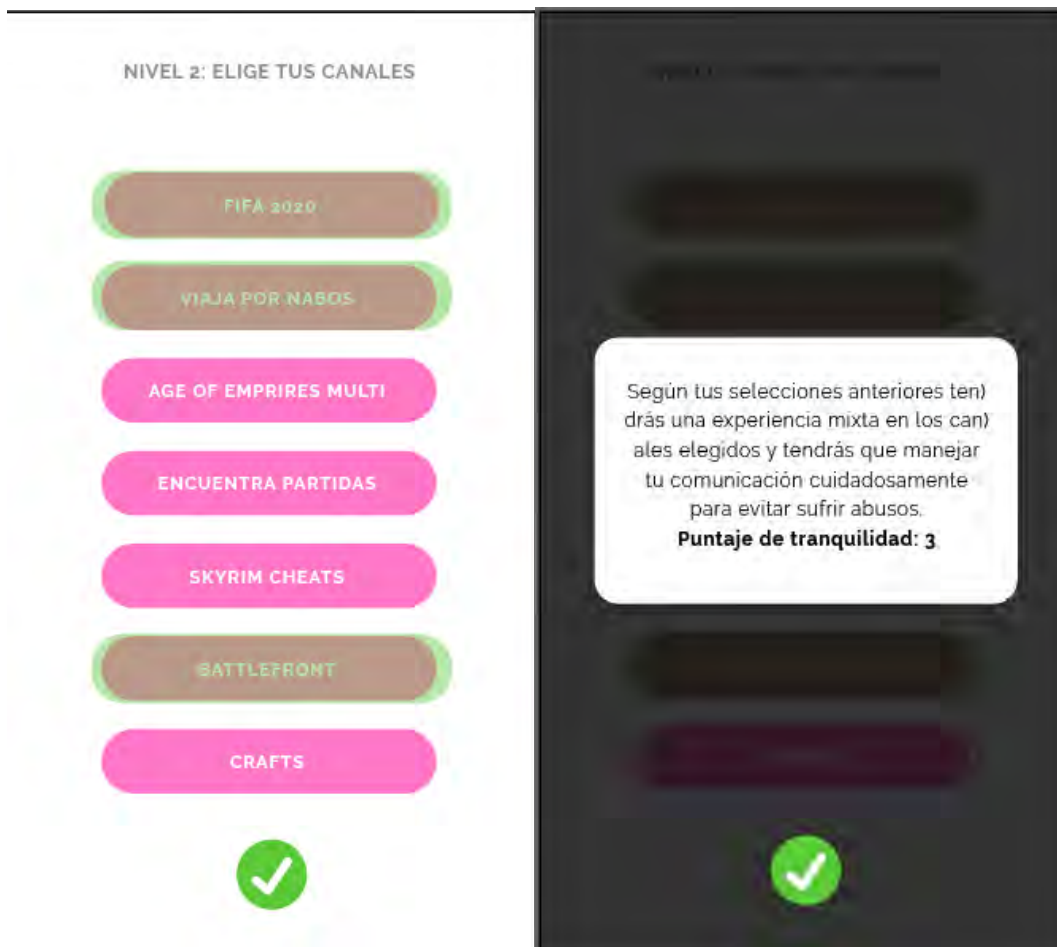 NIVEL 2: ELIGE TUS CANALES
FIFA 2020
VIAJA POR NABOS
AGE OF EMPRIRES MULTI
ENCUENTRA PARTIDAS
SKYRIM CHEATS
BATTLEFRONT
CRAFTS
Según tus selecciones anteriores ten)
drás una experiencia mixta en los can)
ales elegidos y tendrás que manejar
tu comunicación cuidadosamente
para evitar sufrir abusos.
Puntaje de tranquilidad: 3